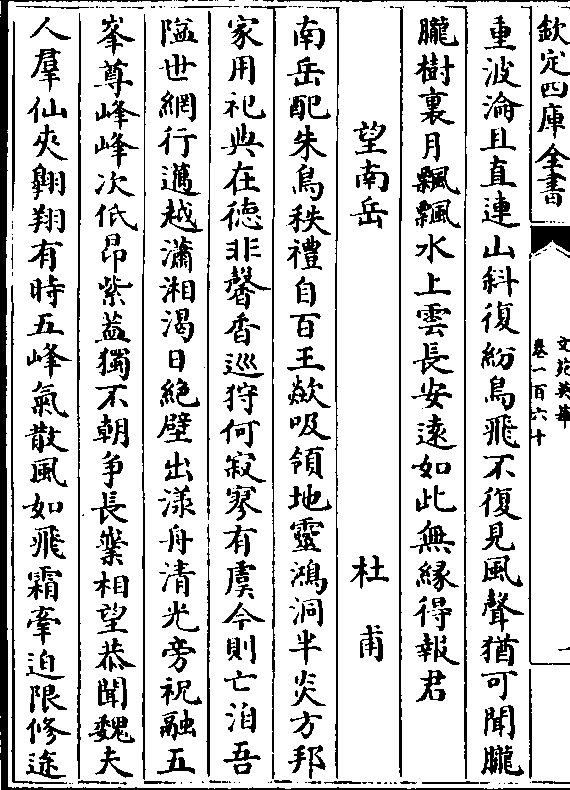 欽定四庫全書
文苑英華
卷一百六十
重波淪且直連山斜復紛鳥飛不復見風聲猶可聞朧
朧樹裏月飄飄水上雲長安遠如此無縁得報君
望南岳 杜甫
南岳配朱鳥秩禮自百王歘吸領地靈鴻洞半炎方邦
家用祀典在徳非馨香巡狩何寂寥有虞今則亡洎吾
隘世網行邁越瀟湘渴日絶壁出漾舟清光旁祝融五
峯尊峰峰次低昂紫葢獨不朝争長嶪相望恭聞魏夫
人羣仙夾翺翔有時五峰氣散風如飛霜牽迫限修途